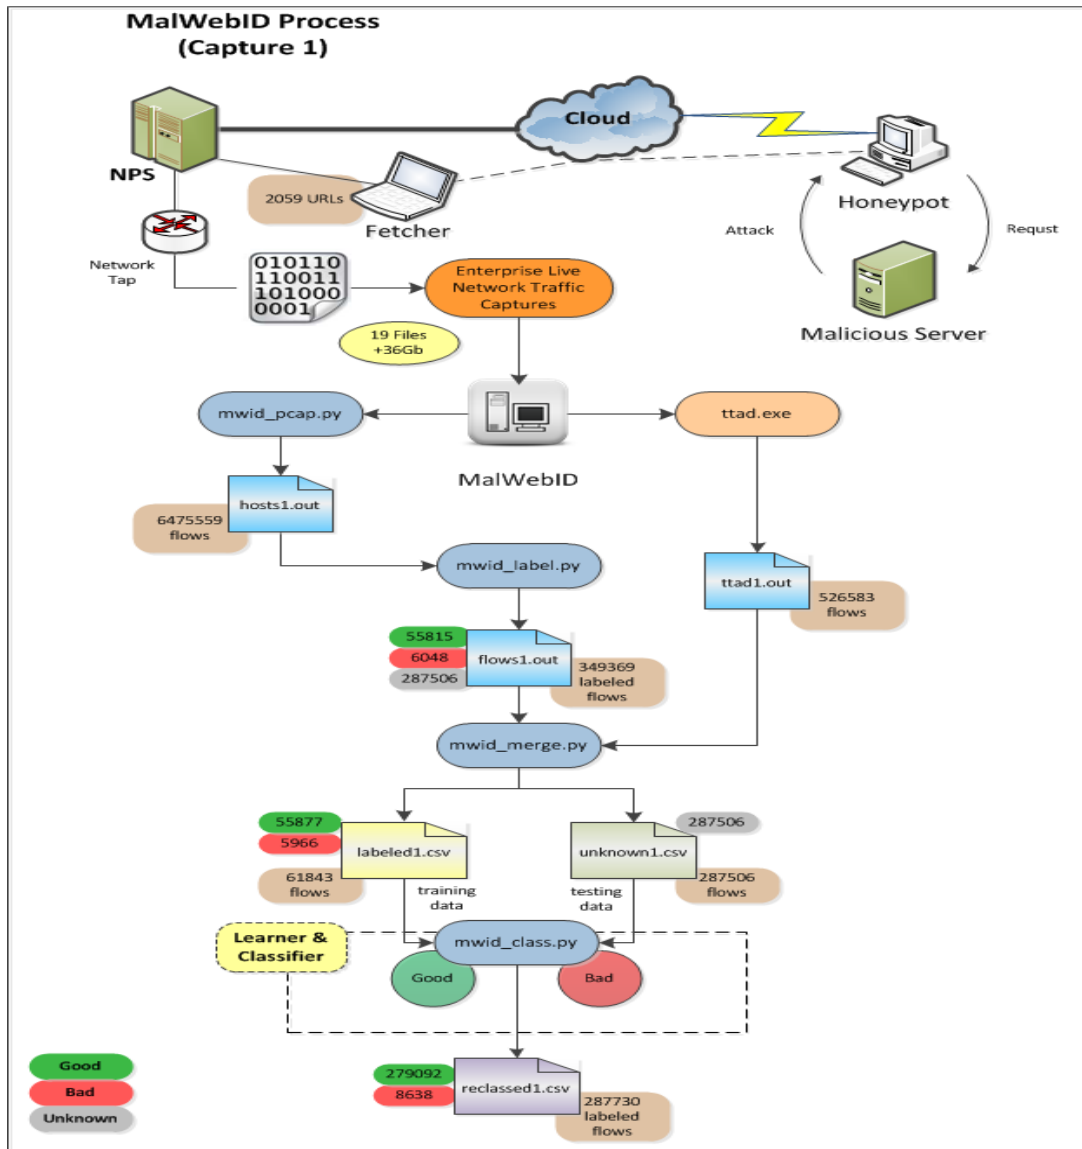 MalWebID Process
(Capture 1)
Cloud
NPS
2059 URLs
Fetcher
Honeypot
Attack
Requst
Network
Tap
010110
110011
101000
0001
Enterprise Live
Network Traffic
Captures
Malicious Server
19 Files
+36Gb
mwid_pcap.py
ttad.exe
MalWebID
hosts1.out
6475559
flows
mwid_label.py
ttad1.out
526583
flows
55815
6048
287506
flows1.out
349369
labeled
flows
mwid_merge.py
55877
5966
labeled1.csv
61843
flows
287506
unknown1.csv
287506
flows
training
data
testing
data
Learner &
Classifier
mwid_class.py
Good
Bad
279092
8638
reclassed1.csv
287730
labeled
flows
Good
Bad
Unknown